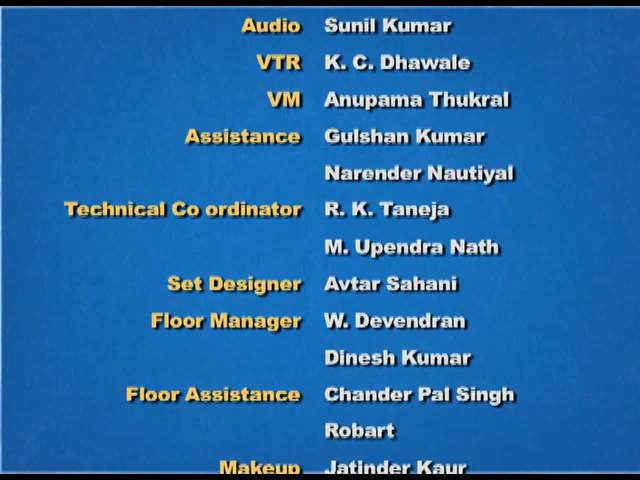 Audio Sunil Kumar
VTR K. C. Dhawale
VM Anupama Thukral
Assistance Gulshan Kumar
Narender Nautiyal
Technical Co ordinator R. K. Taneja
M. Upendra Nath
Set Designer Avtar Sahani
Floor Manager W. Devendran
Dinesh Kumar
Floor Assistance Chander Pal Singh
Robart
Makeup Jatinder Kaur